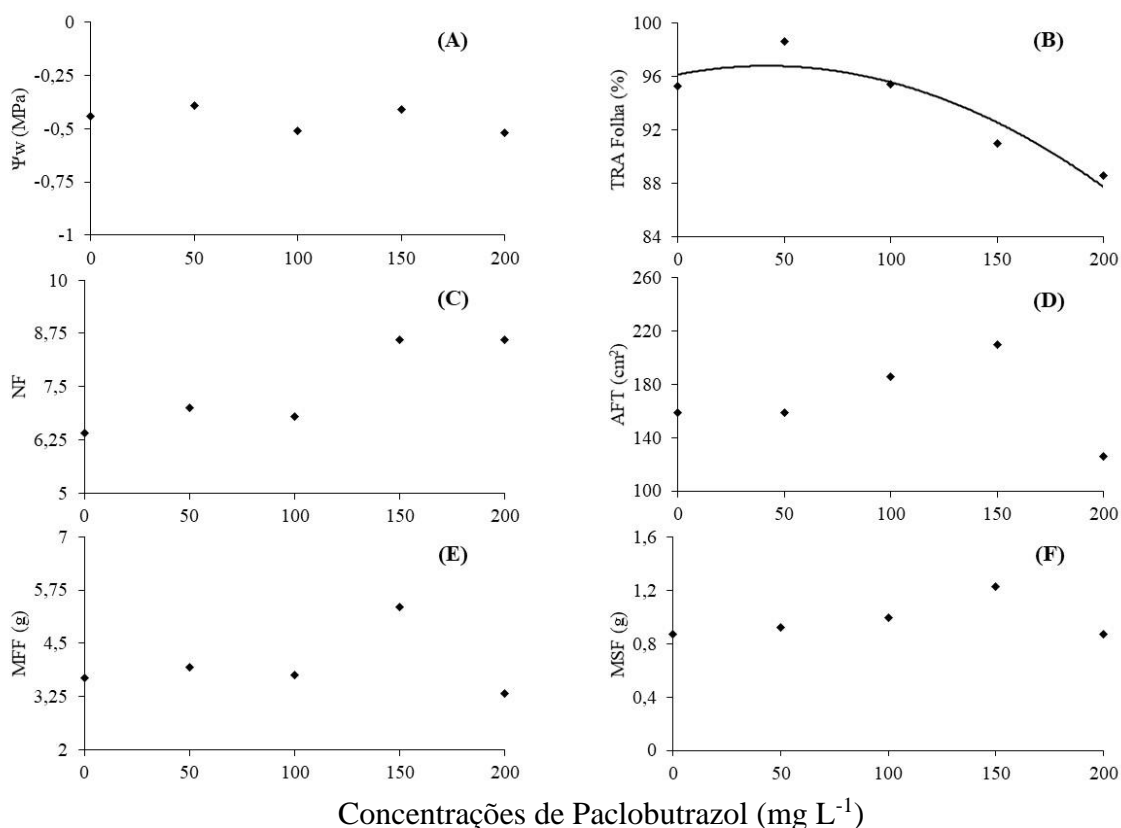 (A)
0
-0,25
-0,5
-0,75
-1
Ψw (MPa)
0 50 100 150 200
(B)
100
96
92
88
84
TRA Folha (%)
0 50 100 150 200
(C)
10
8,75
7,5
6,25
5
NF
0 50 100 150 200
(D)
260
220
180
140
100
AFT (cm²)
0 50 100 150 200
(E)
7
5,75
4,5
3,25
2
MFF (g)
0 50 100 150 200
(F)
1,6
1,2
0,8
0,4
0
MSF (g)
0 50 100 150 200
Concentrações de Paclobutrazol (mg L⁻¹)